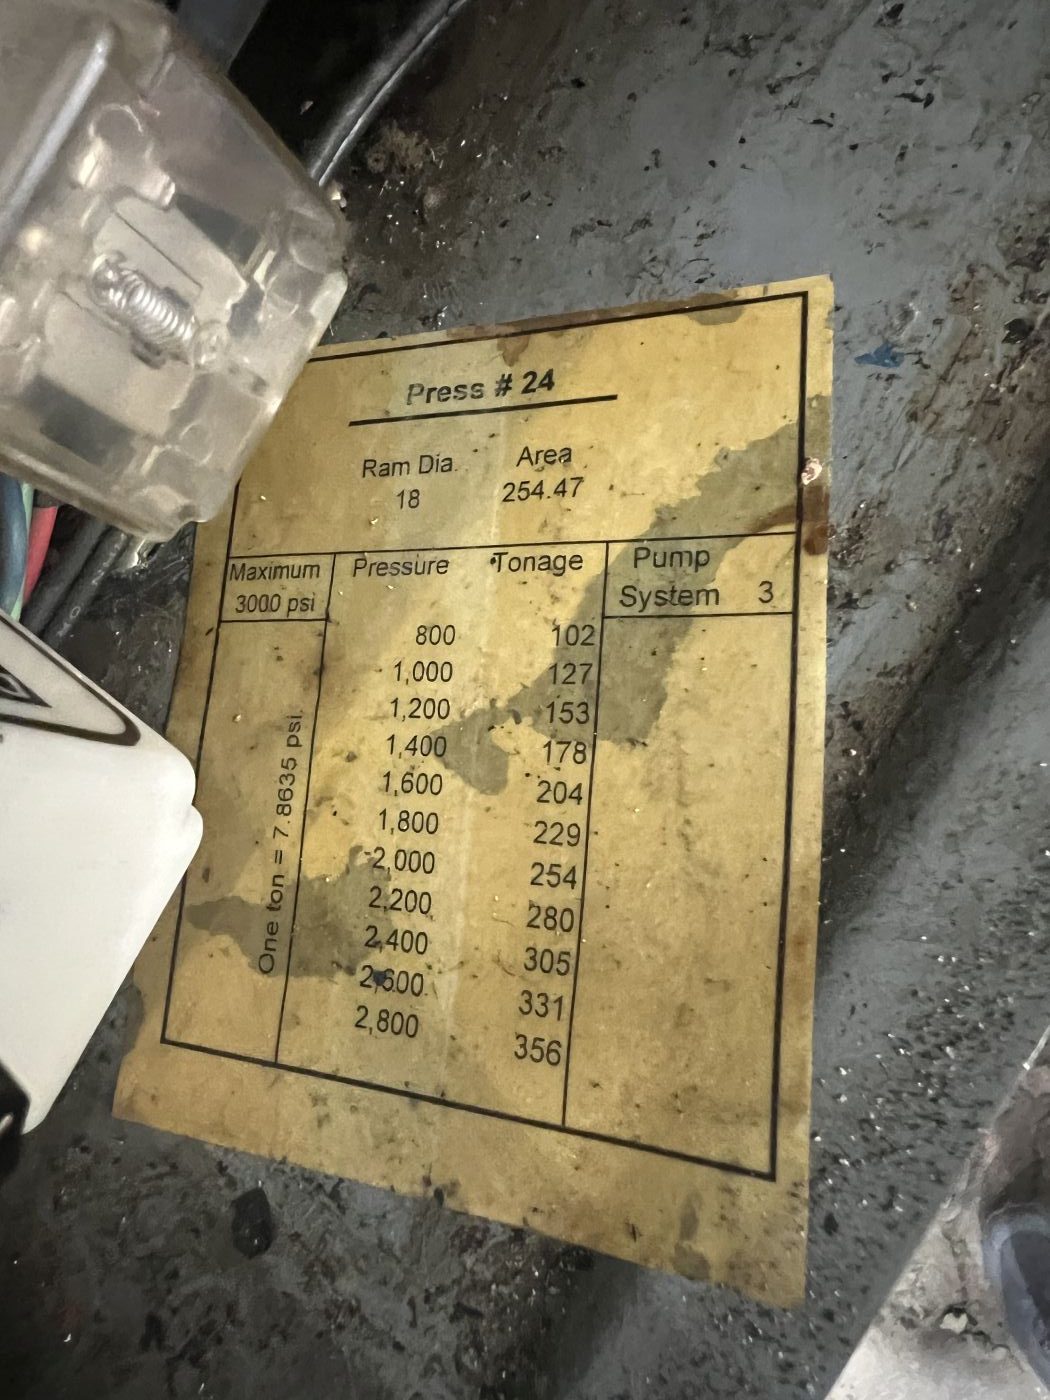 Press # 24
Ram Dia. Area
18 254.47
Maximum Pressure Tonage Pump
3000 psi System 3
One ton = 7.8635 psi.
800 102
1,000 127
1,200 153
1,400 178
1,600 204
1,800 229
2,000 254
2,200 280
2,400 305
2,600 331
2,800 356